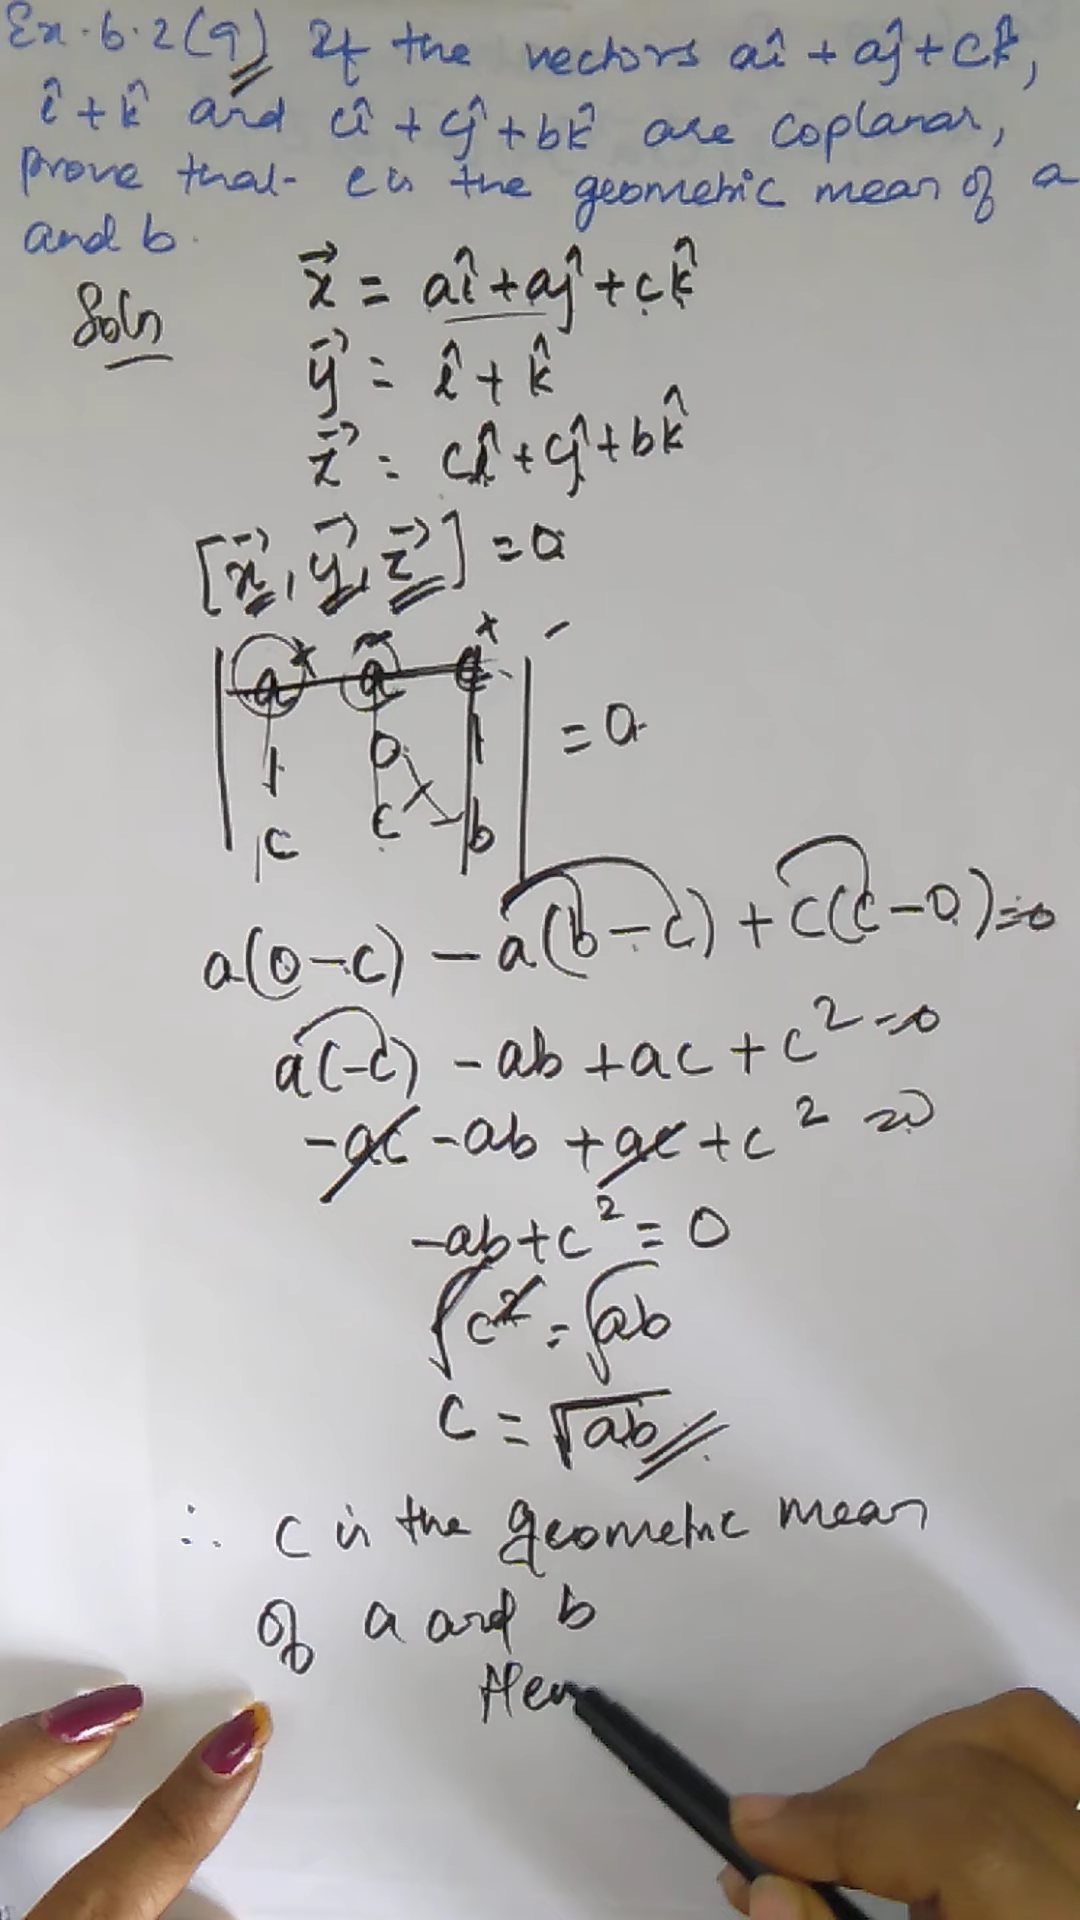 Ex.6.2(9) If the vectors aî + aĵ + ck̂,
î + k̂ and cî + cĵ + bk̂ are coplanar,
prove that c is the geometric mean of a
and b.
Soln
x⃗ = aî + aĵ + ck̂
y⃗ = î + k̂
z⃗ = cî + cĵ + bk̂
[x⃗, y⃗, z⃗] = 0
| a a c |
| 1 0 1 | = 0
| c c b |
a(0-c) - a(b-c) + c(c-0) = 0
a(-c) - ab + ac + c² = 0
-ac - ab + ac + c² = 0
-ab + c² = 0
√c² = √ab
c = √ab
∴ c is the geometric mean
of a and b
Hen